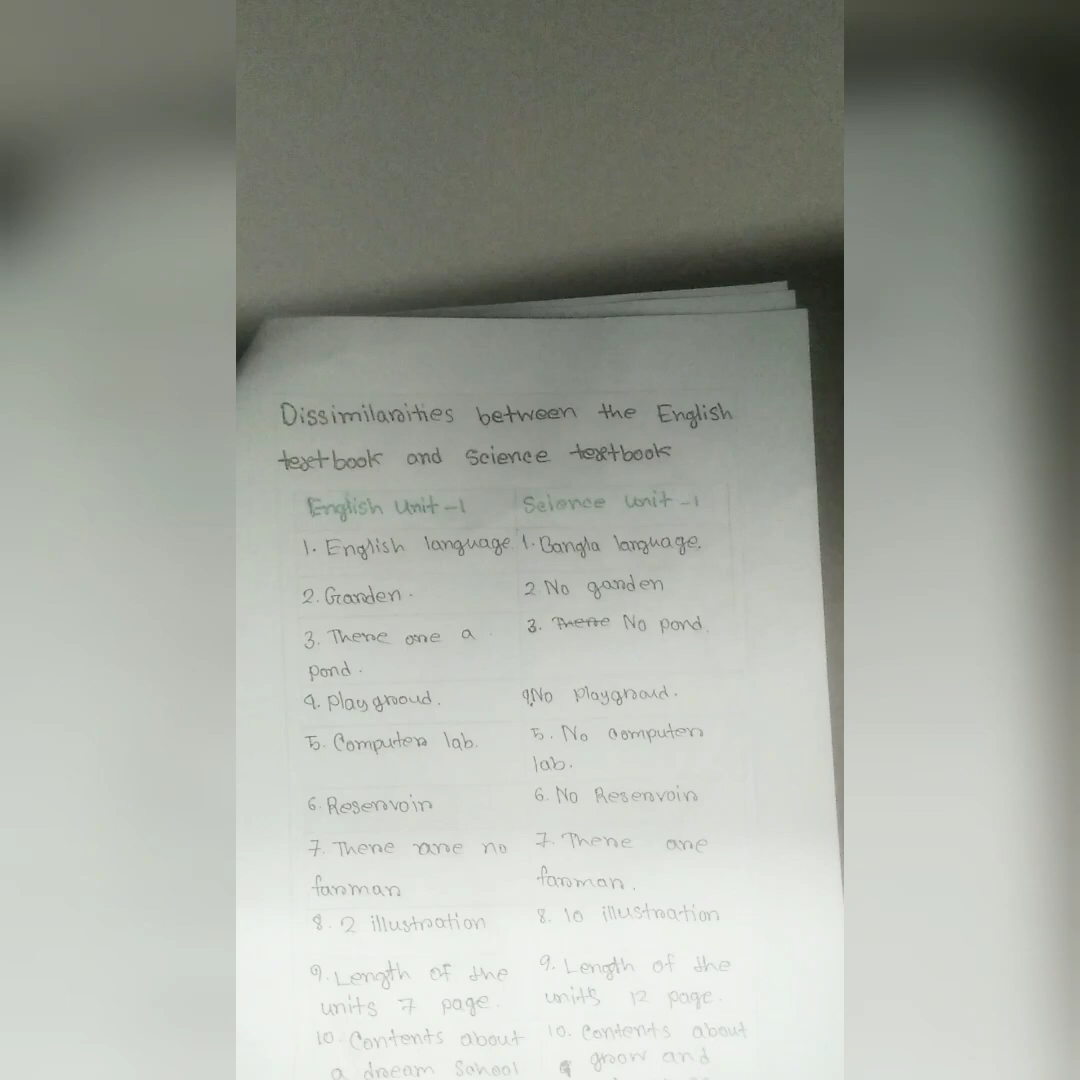 Dissimilarities between the English
textbook and Science textbook
English Unit-1 Science unit-1
1. English language. 1. Bangla language.
2. Garden. 2. No garden
3. There are a 3. There No pond.
pond.
4. Playgroud. 4. No Playgroud.
5. Computer lab. 5. No computer
lab.
6. Reservoir 6. No Reservoir
7. There are no 7. There are
farman farman.
8. 2 illustration 8. 10 illustration
9. Length of the 9. Length of the
units 7 page. units 12 page.
10. Contents about 10. Contents about
a dream School grow and